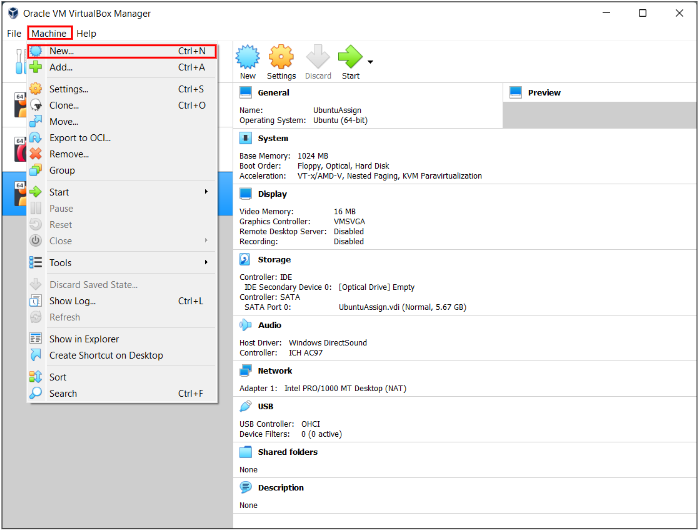 Oracle VM VirtualBox Manager
File Machine Help
New... Ctrl+N
Add... Ctrl+A
Settings... Ctrl+S
Clone... Ctrl+O
Move...
Export to OCI...
Remove...
Group
Start
Pause
Reset
Close
Tools
Discard Saved State...
Show Log... Ctrl+L
Refresh
Show in Explorer
Create Shortcut on Desktop
Sort
Search Ctrl+F
64
64
64
New Settings Discard Start
General
Name: UbuntuAssign
Operating System: Ubuntu (64-bit)
Preview
System
Base Memory: 1024 MB
Boot Order: Floppy, Optical, Hard Disk
Acceleration: VT-x/AMD-V, Nested Paging, KVM Paravirtualization
Display
Video Memory: 16 MB
Graphics Controller: VMSVGA
Remote Desktop Server: Disabled
Recording: Disabled
Storage
Controller: IDE
IDE Secondary Device 0: [Optical Drive] Empty
Controller: SATA
SATA Port 0: UbuntuAssign.vdi (Normal, 5.67 GB)
Audio
Host Driver: Windows DirectSound
Controller: ICH AC97
Network
Adapter 1: Intel PRO/1000 MT Desktop (NAT)
USB
USB Controller: OHCI
Device Filters: 0 (0 active)
Shared folders
None
Description
None